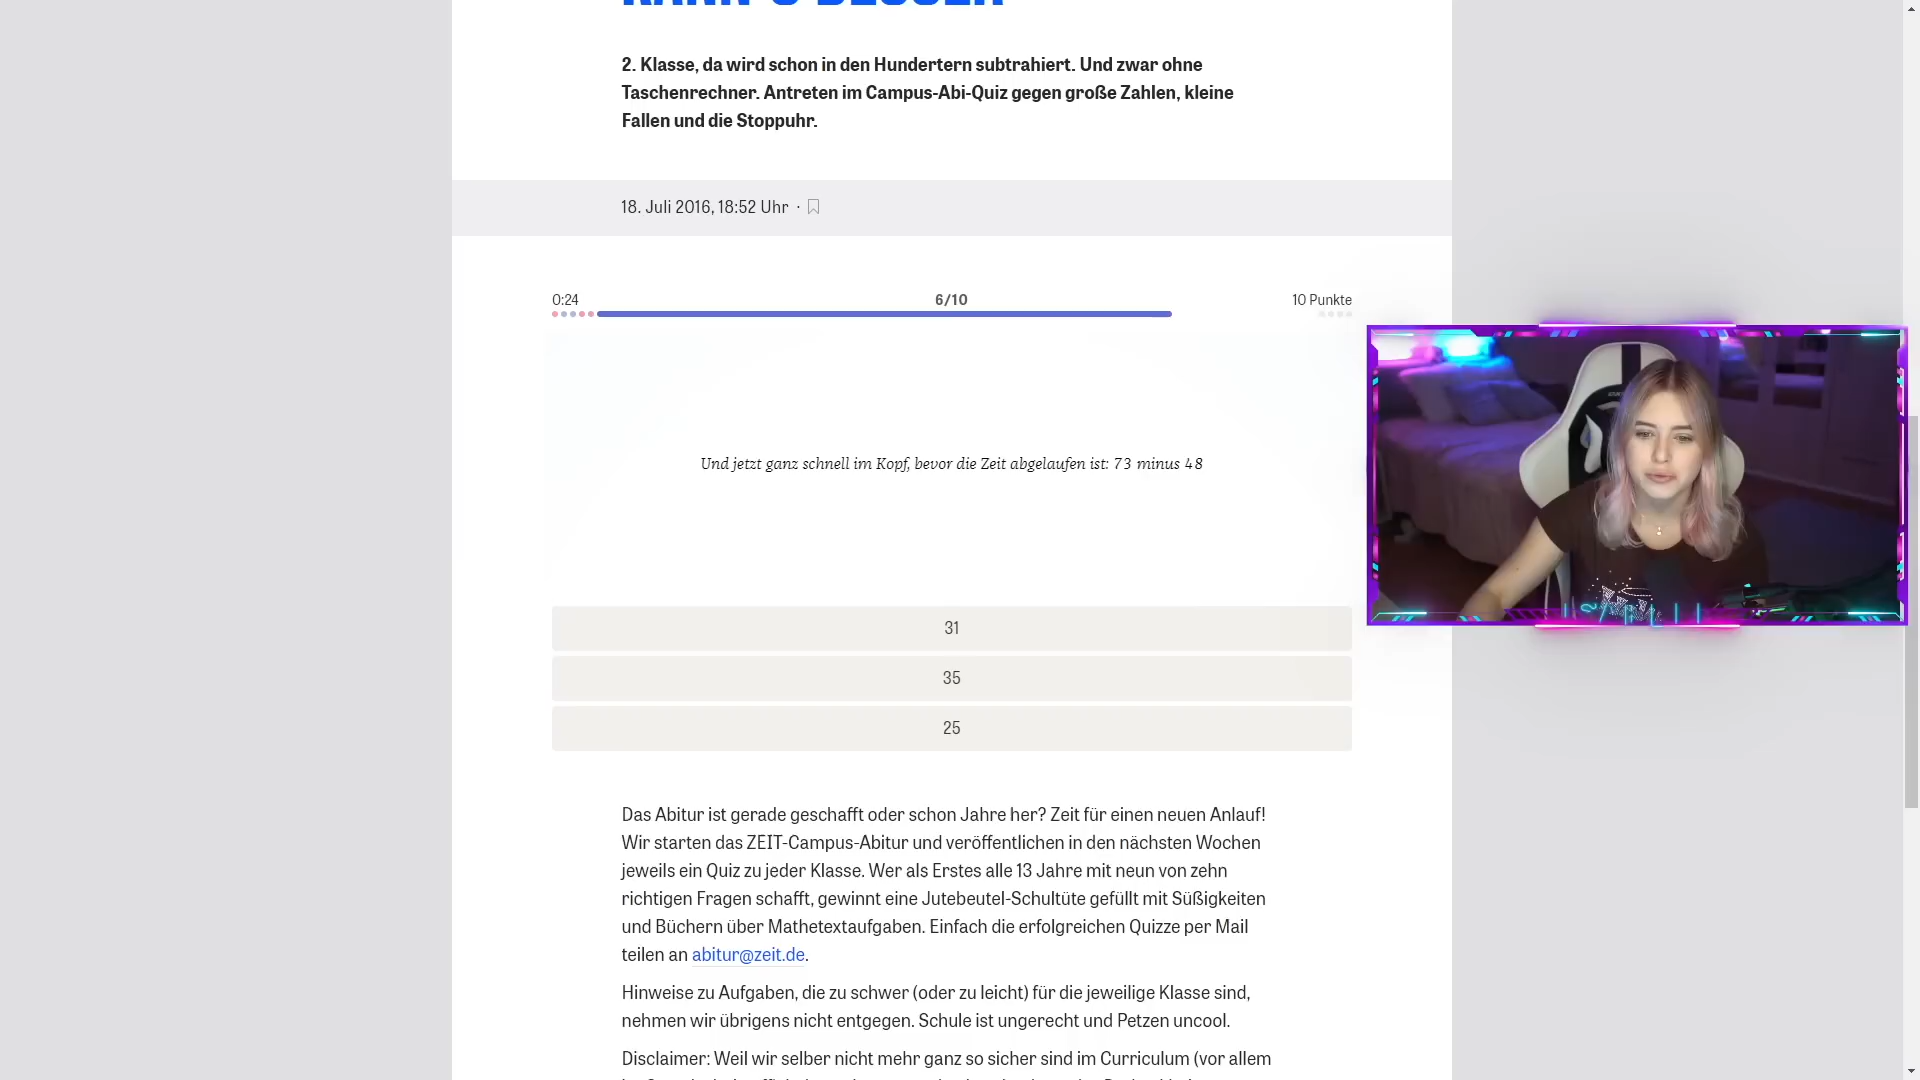 KANN'S BESSER
2. Klasse, da wird schon in den Hundertern subtrahiert. Und zwar ohne
Taschenrechner. Antreten im Campus-Abi-Quiz gegen große Zahlen, kleine
Fallen und die Stoppuhr.
18. Juli 2016, 18:52 Uhr ·
0:24
6/10
10 Punkte
Und jetzt ganz schnell im Kopf, bevor die Zeit abgelaufen ist: 73 minus 48
31
35
25
Das Abitur ist gerade geschafft oder schon Jahre her? Zeit für einen neuen Anlauf!
Wir starten das ZEIT-Campus-Abitur und veröffentlichen in den nächsten Wochen
jeweils ein Quiz zu jeder Klasse. Wer als Erstes alle 13 Jahre mit neun von zehn
richtigen Fragen schafft, gewinnt eine Jutebeutel-Schultüte gefüllt mit Süßigkeiten
und Büchern über Mathetextaufgaben. Einfach die erfolgreichen Quizze per Mail
teilen an abitur@zeit.de.
Hinweise zu Aufgaben, die zu schwer (oder zu leicht) für die jeweilige Klasse sind,
nehmen wir übrigens nicht entgegen. Schule ist ungerecht und Petzen uncool.
Disclaimer: Weil wir selber nicht mehr ganz so sicher sind im Curriculum (vor allem